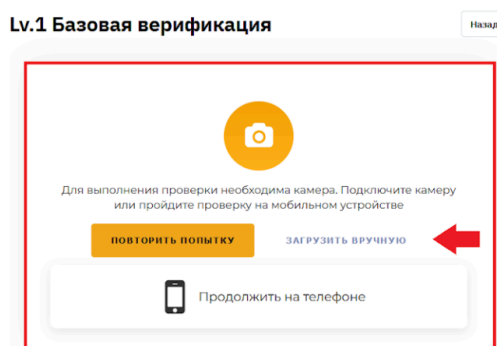 Lv.1 Базовая верификация
Назад
Для выполнения проверки необходима камера. Подключите камеру
или пройдите проверку на мобильном устройстве
ПОВТОРИТЬ ПОПЫТКУ
ЗАГРУЗИТЬ ВРУЧНУЮ
Продолжить на телефоне